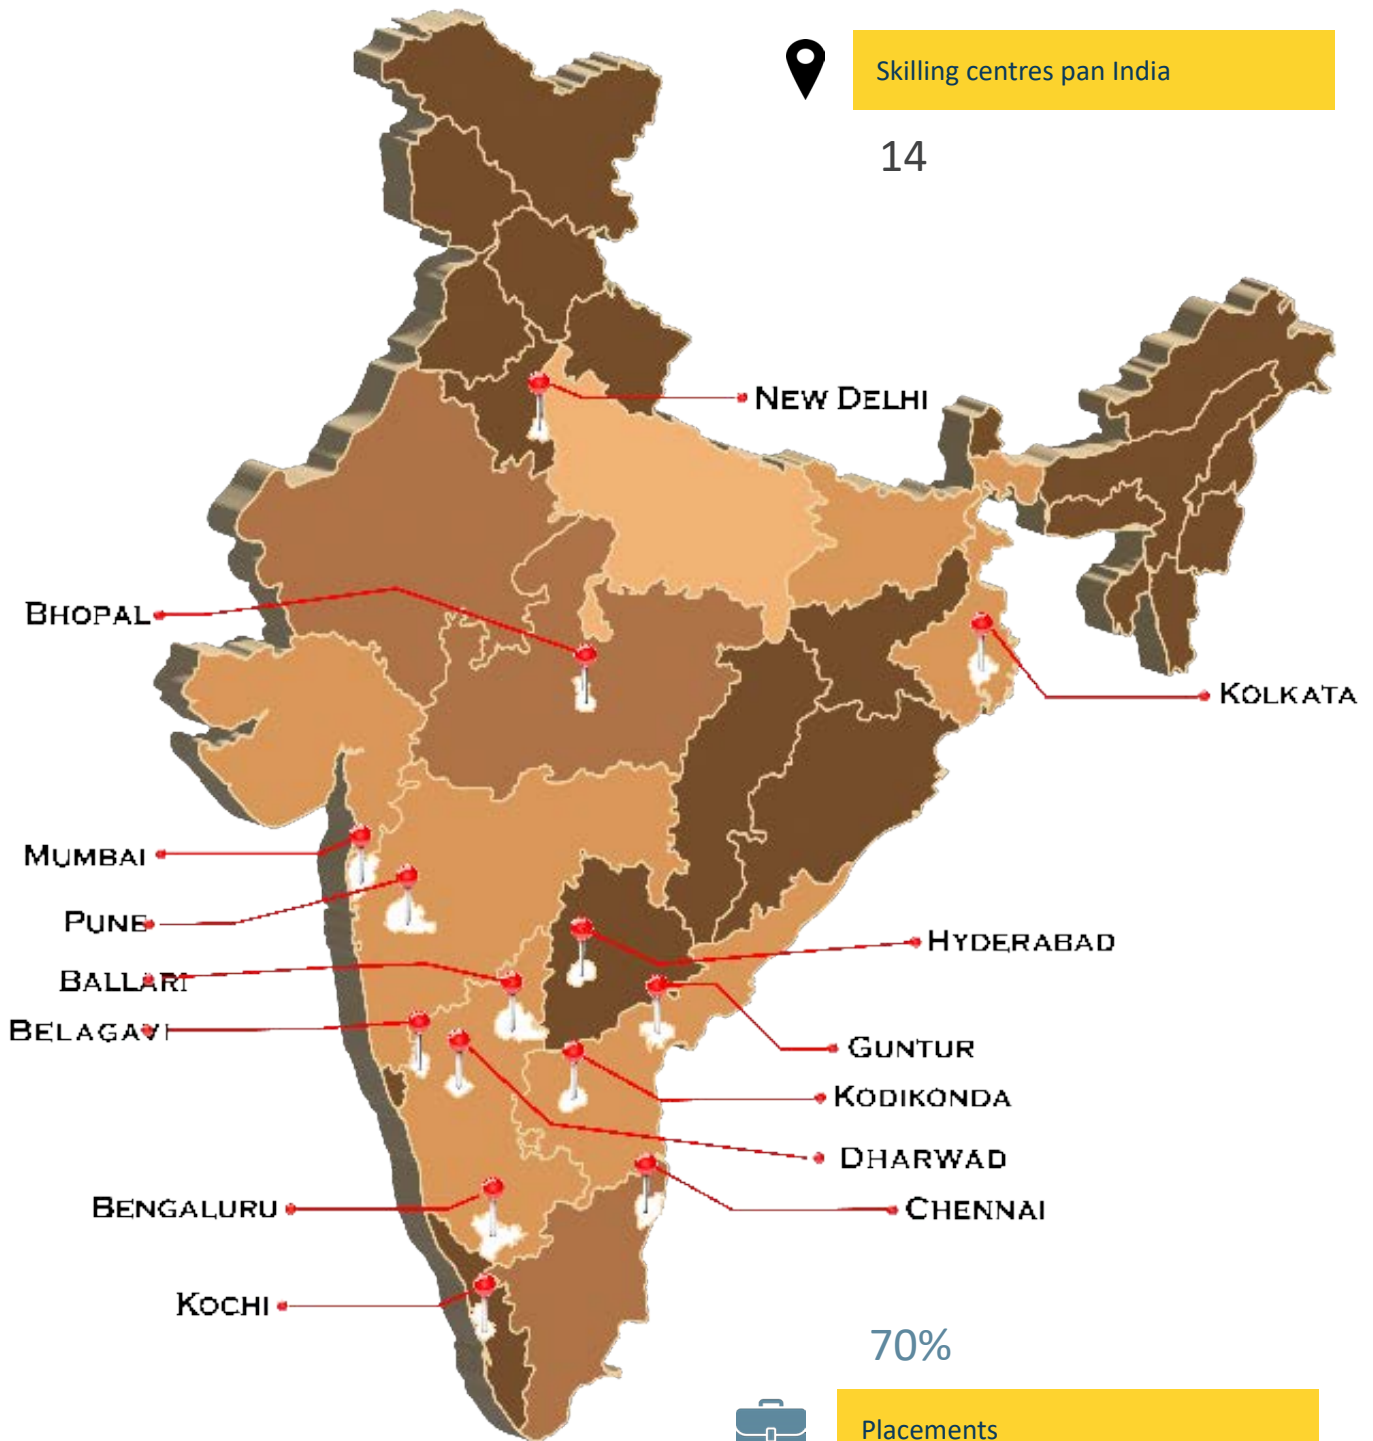 Skilling centres pan India
14
NEW DELHI
BHOPAL
KOLKATA
MUMBAI
PUNE
HYDERABAD
BALLARI
BELAGAVI
GUNTUR
KODIKONDA
DHARWAD
BENGALURU
CHENNAI
KOCHI
70%
Placements